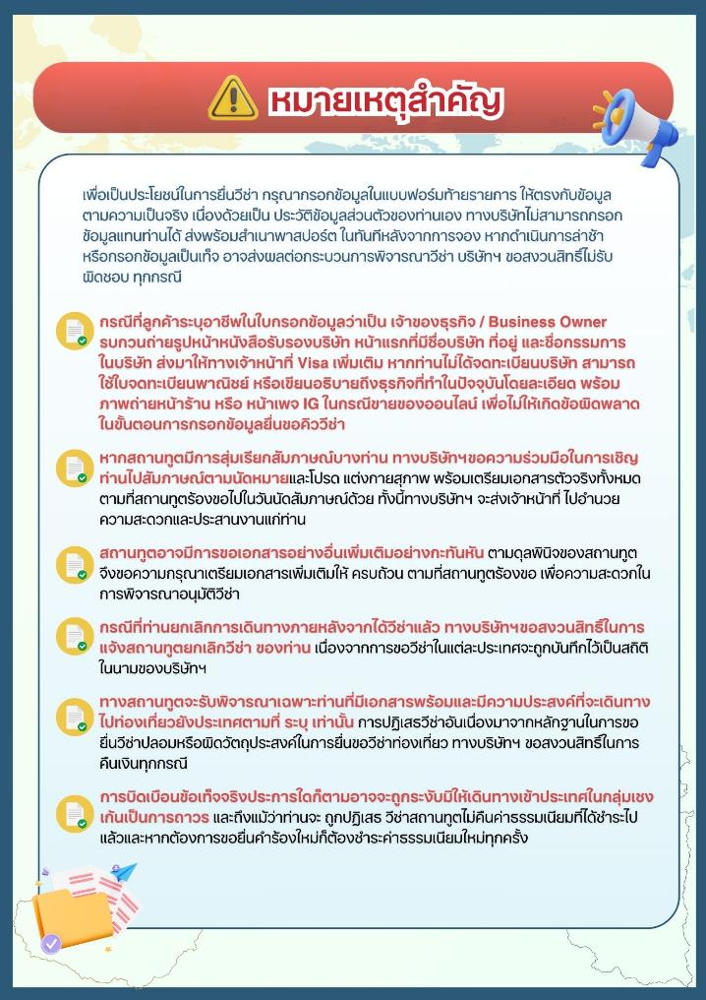 หมายเหตุสำคัญ
เพื่อเป็นประโยชน์ในการยื่นวีซ่า กรุณากรอกข้อมูลในแบบฟอร์มท้ายรายการ ให้ตรงกับข้อมูล
ตามความเป็นจริง เนื่องด้วยเป็น ประวัติข้อมูลส่วนตัวของท่านเอง ทางบริษัทไม่สามารถกรอก
ข้อมูลแทนท่านได้ ส่งพร้อมสำเนาพาสปอร์ต ในทันทีหลังจากการจอง หากดำเนินการล่าช้า
หรือกรอกข้อมูลเป็นเท็จ อาจส่งผลต่อกระบวนการพิจารณาวีซ่า บริษัทฯ ขอสงวนสิทธิ์ไม่รับ
ผิดชอบ ทุกกรณี
กรณีที่ลูกค้าระบุอาชีพในใบกรอกข้อมูลว่าเป็น เจ้าของธุรกิจ / Business Owner
รบกวนถ่ายรูปหน้าหนังสือรับรองบริษัท หน้าแรกที่มีชื่อบริษัท ที่อยู่ และชื่อกรรมการ
ในบริษัท ส่งมาให้ทางเจ้าหน้าที่ Visa เพิ่มเติม หากท่านไม่ได้จดทะเบียนบริษัท สามารถ
ใช้ใบจดทะเบียนพาณิชย์ หรือเขียนอธิบายถึงธุรกิจที่ทำในปัจจุบันโดยละเอียด พร้อม
ภาพถ่ายหน้าร้าน หรือ หน้าเพจ IG ในกรณีขายของออนไลน์ เพื่อไม่ให้เกิดข้อผิดพลาด
ในขั้นตอนการกรอกข้อมูลยื่นขอคิววีซ่า
หากสถานทูตมีการสุ่มเรียกสัมภาษณ์บางท่าน ทางบริษัทฯขอความร่วมมือในการเชิญ
ท่านไปสัมภาษณ์ตามนัดหมายและโปรด แต่งกายสุภาพ พร้อมเตรียมเอกสารตัวจริงทั้งหมด
ตามที่สถานทูตร้องขอไปในวันนัดสัมภาษณ์ด้วย ทั้งนี้ทางบริษัทฯ จะส่งเจ้าหน้าที่ ไปอำนวย
ความสะดวกและประสานงานแก่ท่าน
สถานทูตอาจมีการขอเอกสารอย่างอื่นเพิ่มเติมอย่างกะทันหัน ตามดุลพินิจของสถานทูต
จึงขอความกรุณาเตรียมเอกสารเพิ่มเติมให้ ครบถ้วน ตามที่สถานทูตร้องขอ เพื่อความสะดวกใน
การพิจารณาอนุมัติวีซ่า
กรณีที่ท่านยกเลิกการเดินทางภายหลังจากได้วีซ่าแล้ว ทางบริษัทฯขอสงวนสิทธิ์ในการ
แจ้งสถานทูตยกเลิกวีซ่า ของท่าน เนื่องจากการขอวีซ่าในแต่ละประเทศจะถูกบันทึกไว้เป็นสถิติ
ในนามของบริษัทฯ
ทางสถานทูตจะรับพิจารณาเฉพาะท่านที่มีเอกสารพร้อมและมีความประสงค์ที่จะเดินทาง
ไปท่องเที่ยวยังประเทศตามที่ ระบุ เท่านั้น การปฏิเสธวีซ่าอันเนื่องมาจากหลักฐานในการขอ
ยื่นวีซ่าปลอมหรือผิดวัตถุประสงค์ในการยื่นขอวีซ่าท่องเที่ยว ทางบริษัทฯ ขอสงวนสิทธิ์ในการ
คืนเงินทุกกรณี
การบิดเบือนข้อเท็จจริงประการใดก็ตามอาจจะถูกระงับมิให้เดินทางเข้าประเทศในกลุ่มเชง
เก้นเป็นการถาวร และถึงแม้ว่าท่านจะ ถูกปฏิเสธ วีซ่าสถานทูตไม่คืนค่าธรรมเนียมที่ได้ชำระไป
แล้วและหากต้องการขอยื่นคำร้องใหม่ก็ต้องชำระค่าธรรมเนียมใหม่ทุกครั้ง